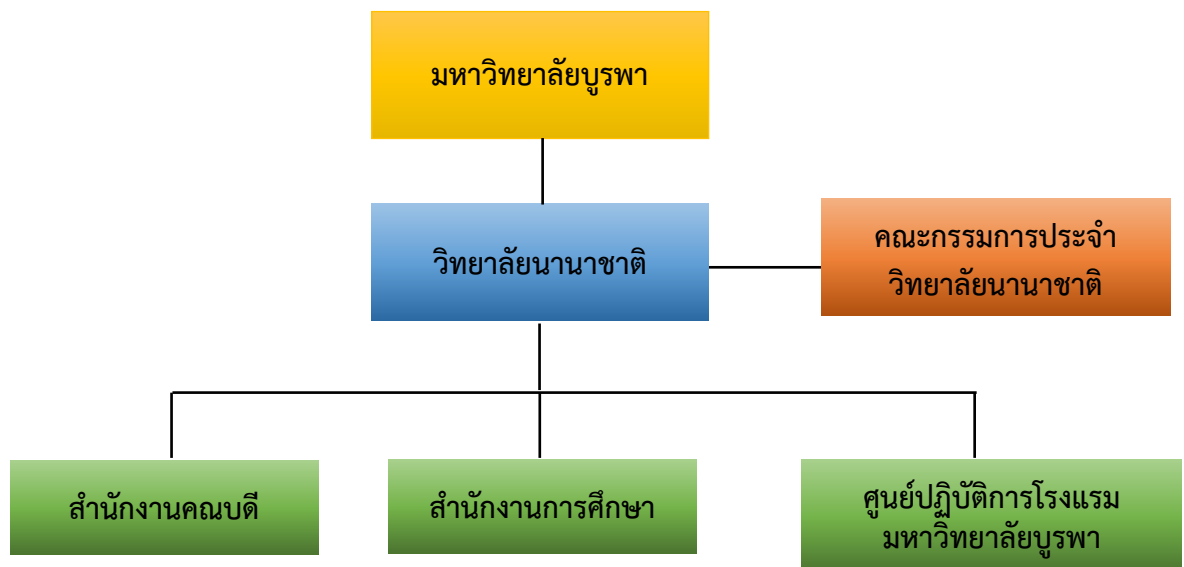 มหาวิทยาลัยบูรพา
วิทยาลัยนานาชาติ
คณะกรรมการประจำ
วิทยาลัยนานาชาติ
สำนักงานคณบดี
สำนักงานการศึกษา
ศูนย์ปฏิบัติการโรงแรม
มหาวิทยาลัยบูรพา